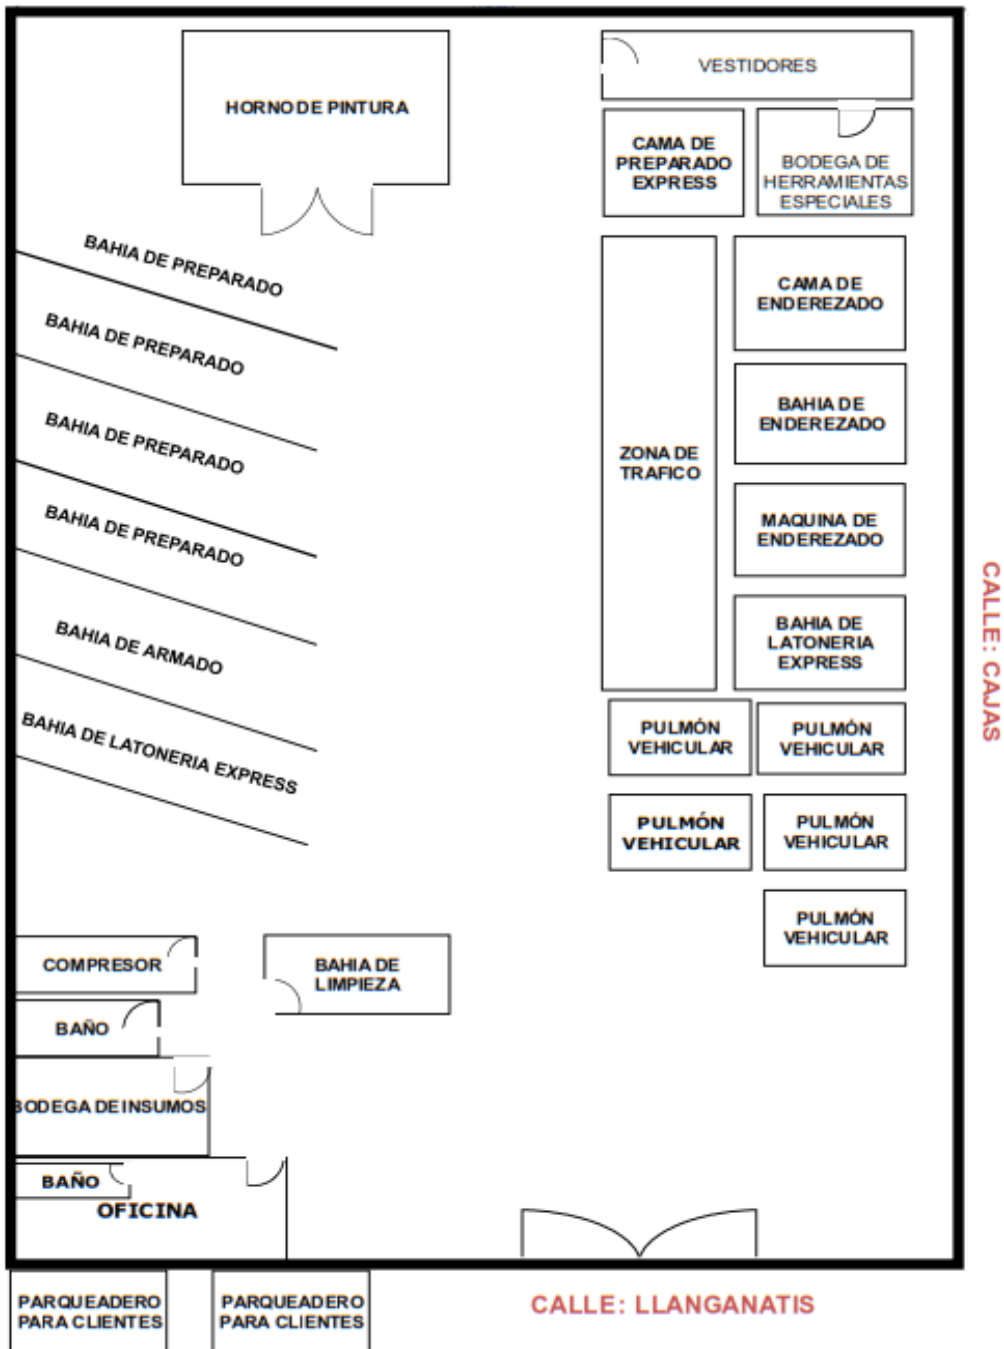 HORNO DE PINTURA
VESTIDORES
CAMA DE
PREPARADO
EXPRESS
BODEGA DE
HERRAMIENTAS
ESPECIALES
BAHIA DE PREPARADO
BAHIA DE PREPARADO
BAHIA DE PREPARADO
BAHIA DE PREPARADO
BAHIA DE ARMADO
BAHIA DE LATONERIA EXPRESS
ZONA DE
TRAFICO
CAMA DE
ENDEREZADO
BAHIA DE
ENDEREZADO
MAQUINA DE
ENDEREZADO
BAHIA DE
LATONERIA
EXPRESS
PULMÓN
VEHICULAR
PULMÓN
VEHICULAR
PULMÓN
VEHICULAR
PULMÓN
VEHICULAR
PULMÓN
VEHICULAR
CALLE: CAJAS
COMPRESOR
BAHIA DE
LIMPIEZA
BAÑO
BODEGA DE INSUMOS
BAÑO
OFICINA
PARQUEADERO
PARA CLIENTES
PARQUEADERO
PARA CLIENTES
CALLE: LLANGANATIS